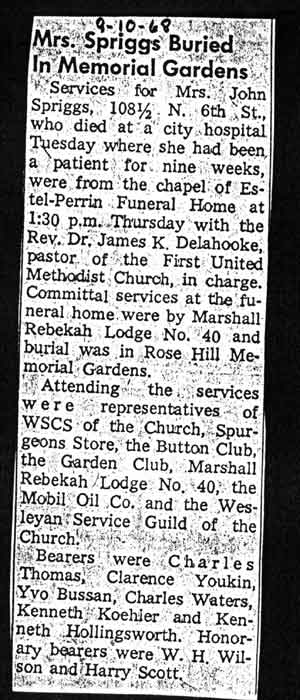 9-10-68
Mrs. Spriggs Buried
In Memorial Gardens
Services for Mrs. John
Spriggs, 108½ N. 6th St.,
who died at a city hospital
Tuesday where she had been
a patient for nine weeks,
were from the chapel of Es-
tel-Perrin Funeral Home at
1:30 p.m. Thursday with the
Rev. Dr. James K. Delahooke,
pastor of the First United
Methodist Church, in charge.
Committal services at the fu-
neral home were by Marshall
Rebekah Lodge No. 40 and
burial was in Rose Hill Me-
morial Gardens.
Attending the services
were representatives of
WSCS of the Church, Spur-
geons Store, the Button Club,
the Garden Club, Marshall
Rebekah Lodge No. 40, the
Mobil Oil Co. and the Wes-
leyan Service Guild of the
Church.
Bearers were Charles
Thomas, Clarence Youkin,
Yvo Bussan, Charles Waters,
Kenneth Koehler and Ken-
neth Hollingsworth. Honor-
ary bearers were W. H. Wil-
son and Harry Scott.